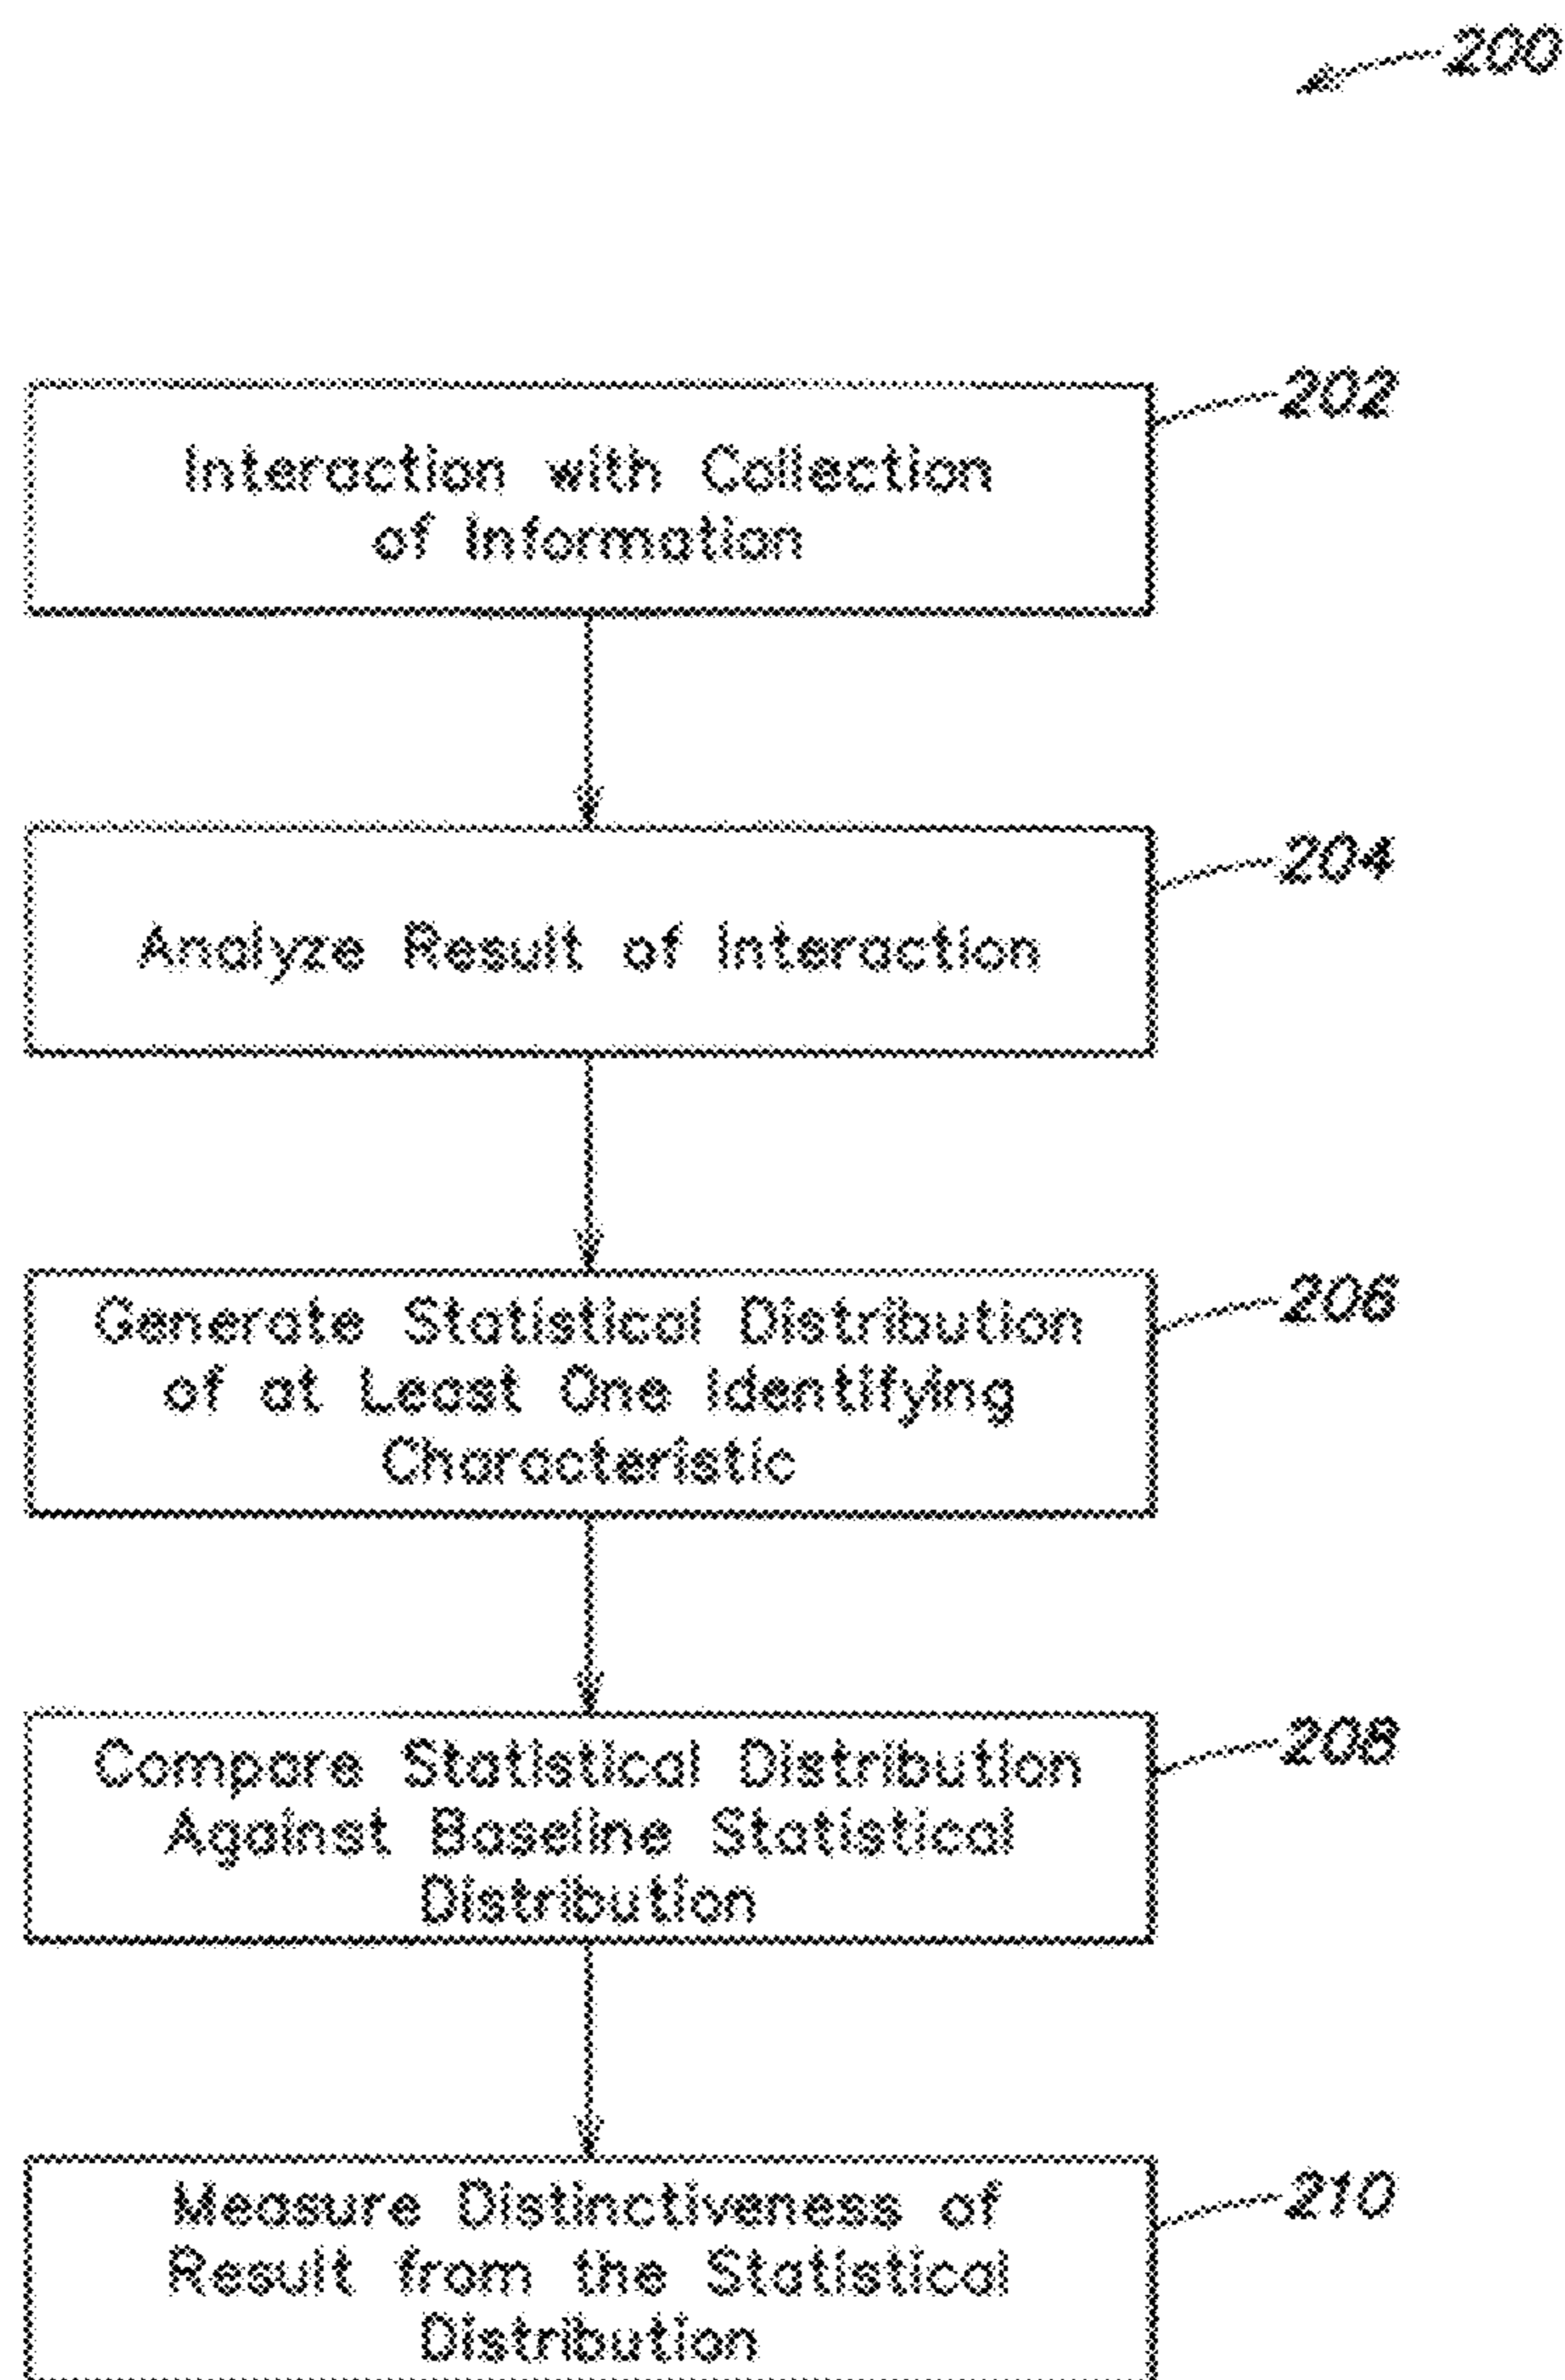 200
202
Interaction with Collection
of Information
204
Analyze Result of Interaction
206
Generate Statistical Distribution
of at Least One Identifying
Characteristic
208
Compare Statistical Distribution
Against Baseline Statistical
Distribution
210
Measure Distinctiveness of
Result from the Statistical
Distribution